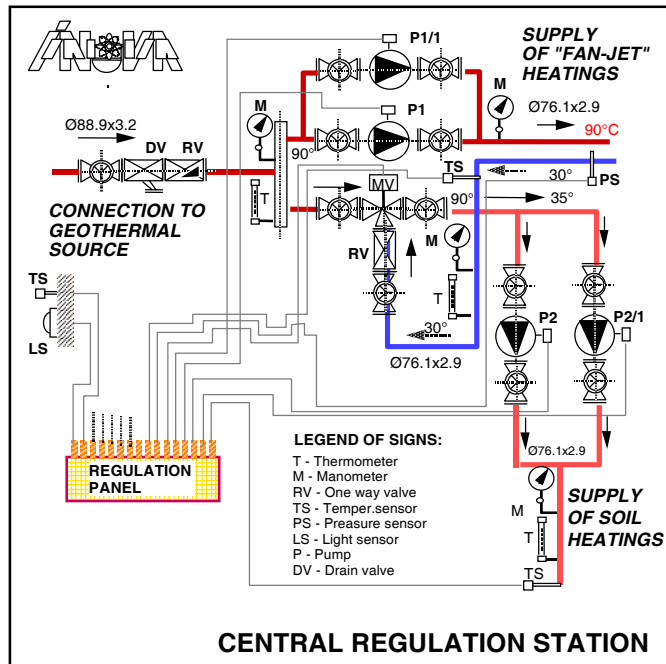 ÁNOVA
P1/1
SUPPLY
OF "FAN-JET"
HEATINGS
M
M
P1
Ø76.1x2.9
Ø88.9x3.2
90°C
DV
RV
90°
TS
30°
PS
MV
T
90°
35°
CONNECTION TO
GEOTHERMAL
SOURCE
RV
M
TS
T
P2
P2/1
30°
LS
Ø76.1x2.9
LEGEND OF SIGNS:
T - Thermometer
M - Manometer
RV - One way valve
TS - Temper.sensor
PS - Preasure sensor
LS - Light sensor
P - Pump
DV - Drain valve
REGULATION
PANEL
Ø76.1x2.9
SUPPLY
OF SOIL
HEATINGS
M
T
TS
CENTRAL REGULATION STATION